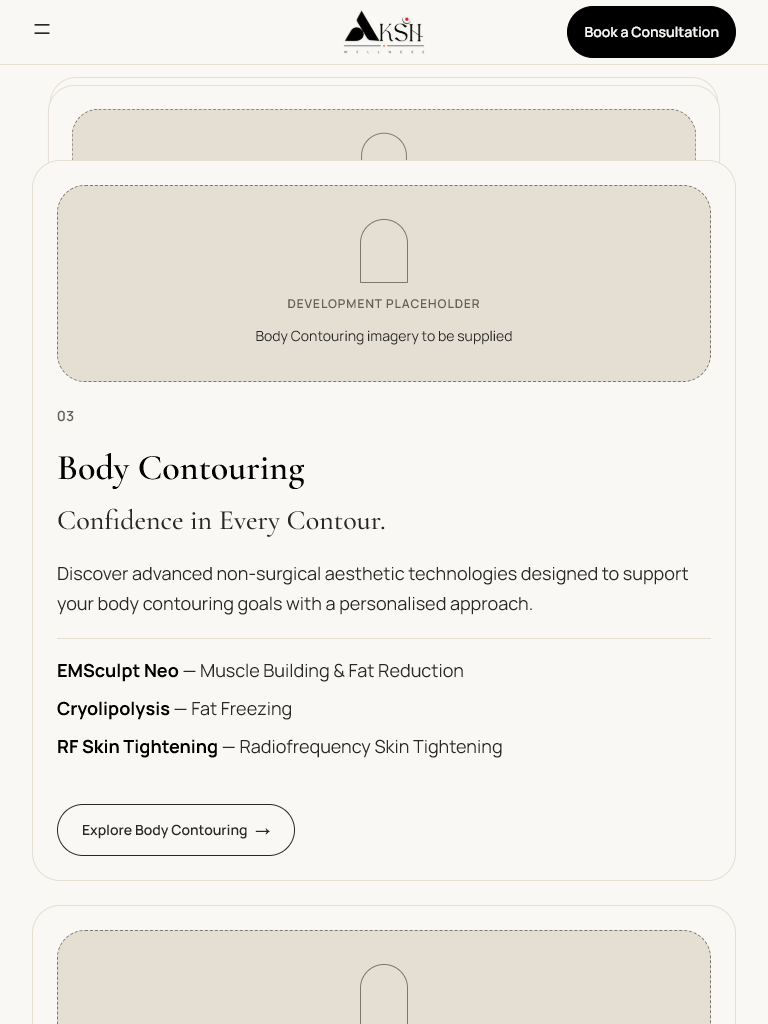 AKSH
WELLNESS
Book a Consultation
DEVELOPMENT PLACEHOLDER
Body Contouring imagery to be supplied
03
Body Contouring
Confidence in Every Contour.
Discover advanced non-surgical aesthetic technologies designed to support
your body contouring goals with a personalised approach.
EMSculpt Neo — Muscle Building & Fat Reduction
Cryolipolysis — Fat Freezing
RF Skin Tightening — Radiofrequency Skin Tightening
Explore Body Contouring →